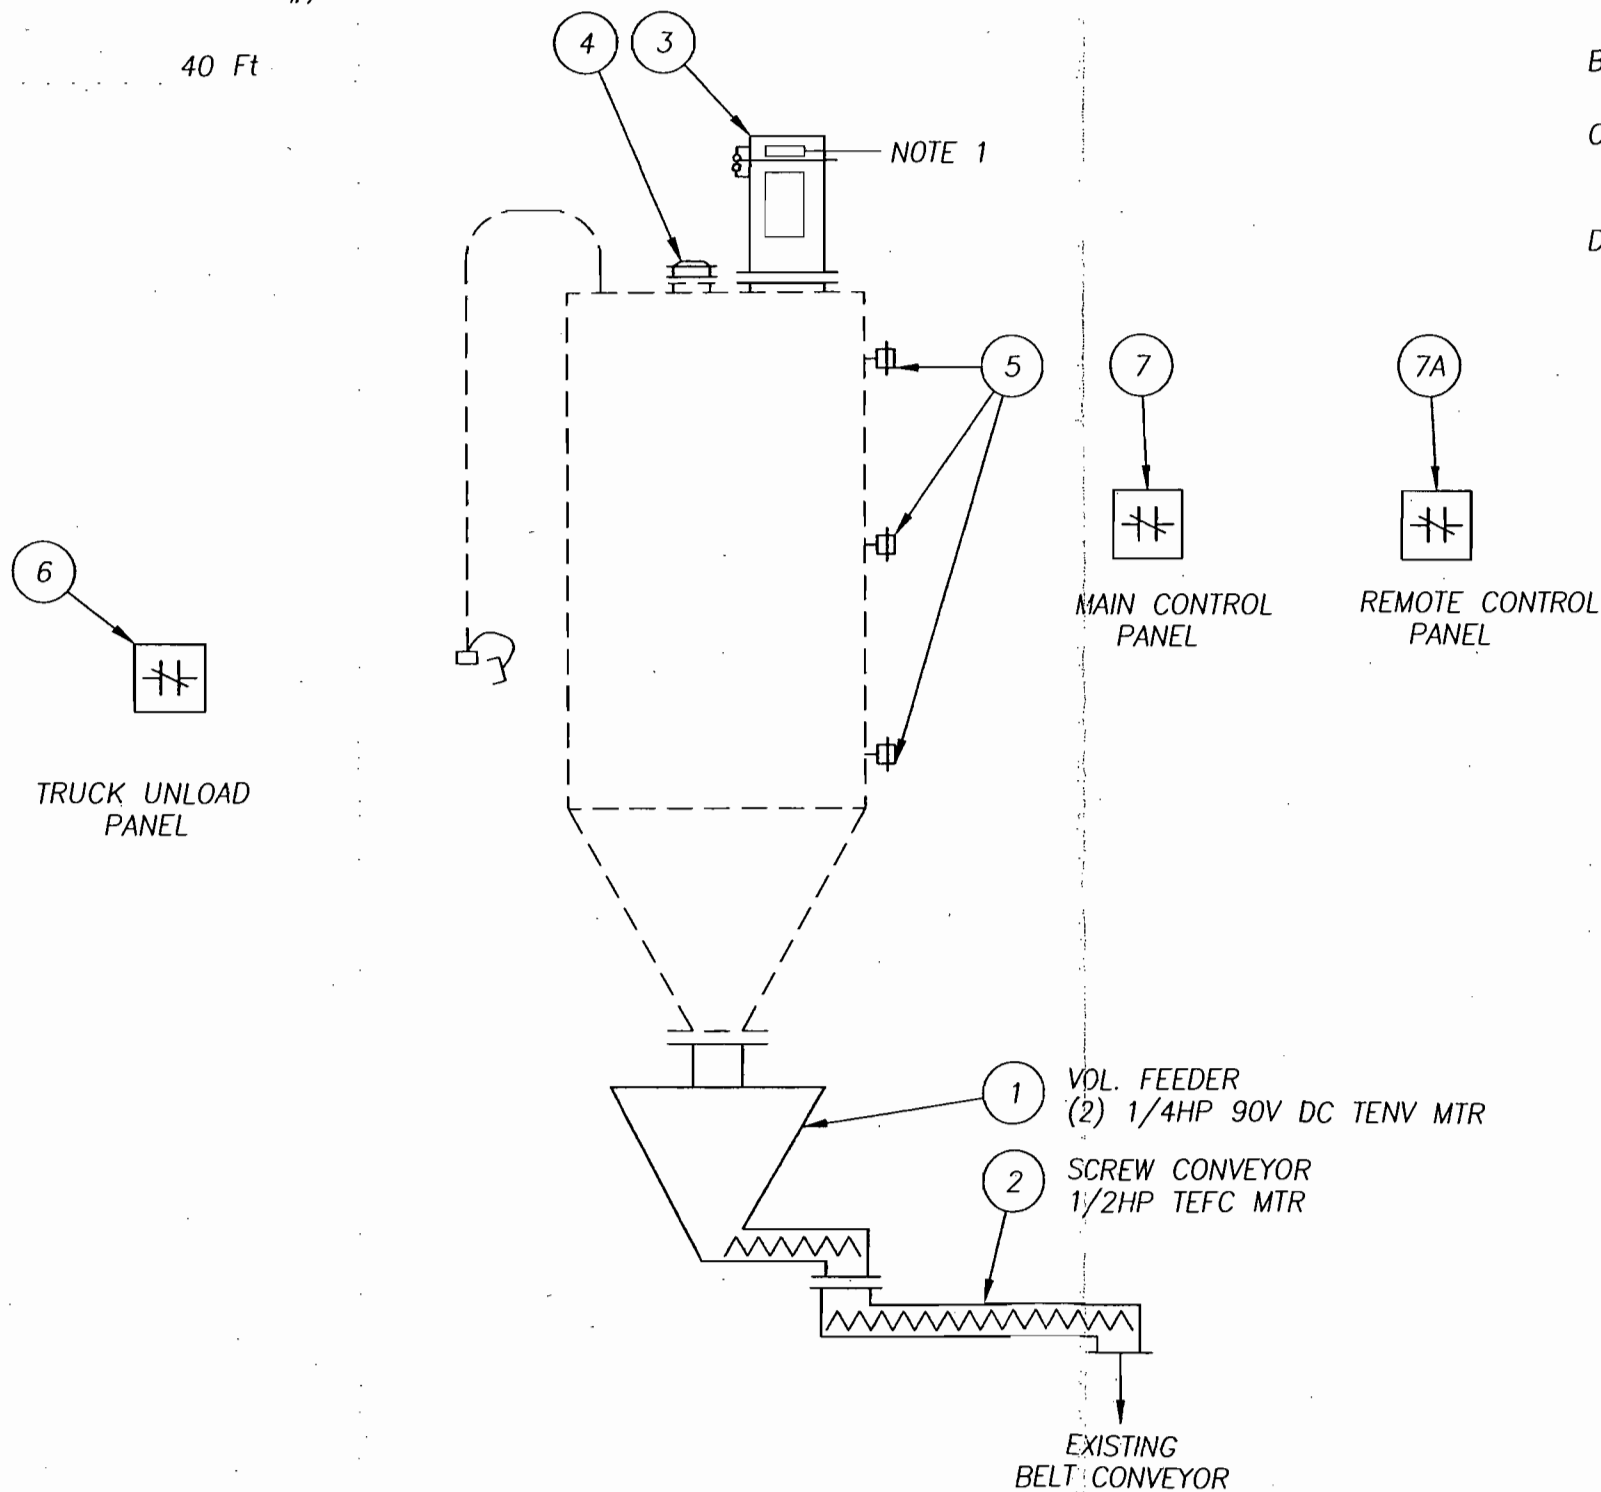 40 Ft
4
3
B
NOTE 1
D
5
7
7A
6
MAIN CONTROL
PANEL
REMOTE CONTROL
PANEL
TRUCK UNLOAD
PANEL
1
VOL. FEEDER
(2) 1/4HP 90V DC TENV MTR
2
SCREW CONVEYOR
1/2HP TEFC MTR
EXISTING
BELT CONVEYOR